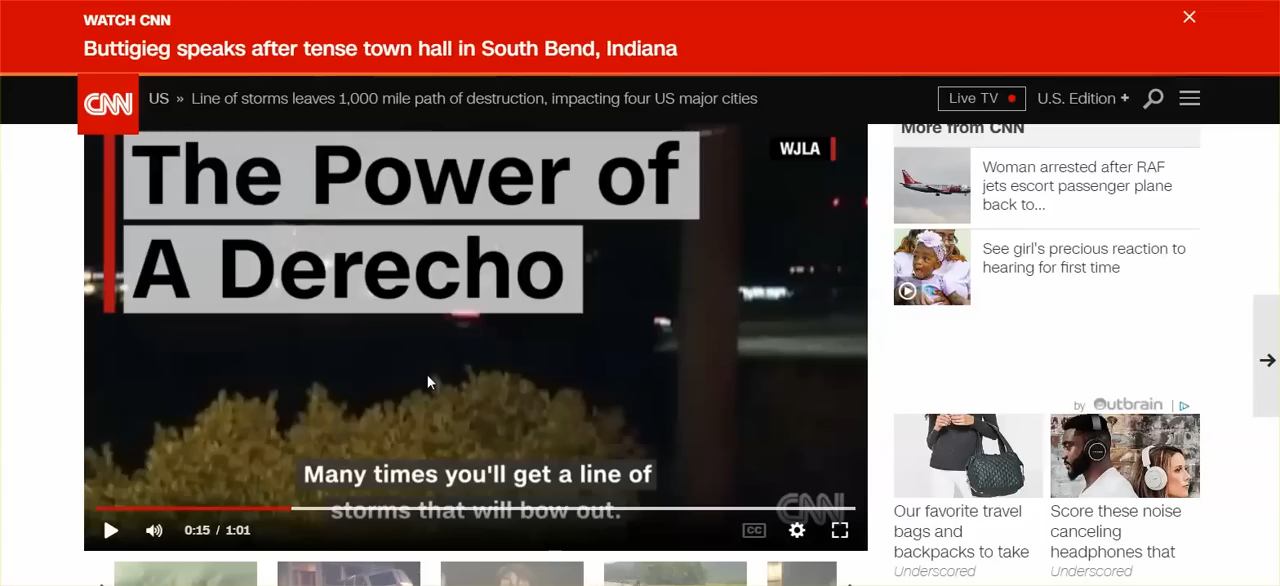 WATCH CNN
Buttigieg speaks after tense town hall in South Bend, Indiana
CNN
US » Line of storms leaves 1,000 mile path of destruction, impacting four US major cities
Live TV
U.S. Edition +
The Power of
A Derecho
WJLA
Many times you'll get a line of
storms that will bow out.
CNN
0:15 / 1:01
CC
More from CNN
Woman arrested after RAF
jets escort passenger plane
back to...
See girl's precious reaction to
hearing for first time
by Outbrain |
Our favorite travel
bags and
backpacks to take
Underscored
Score these noise
canceling
headphones that
Underscored